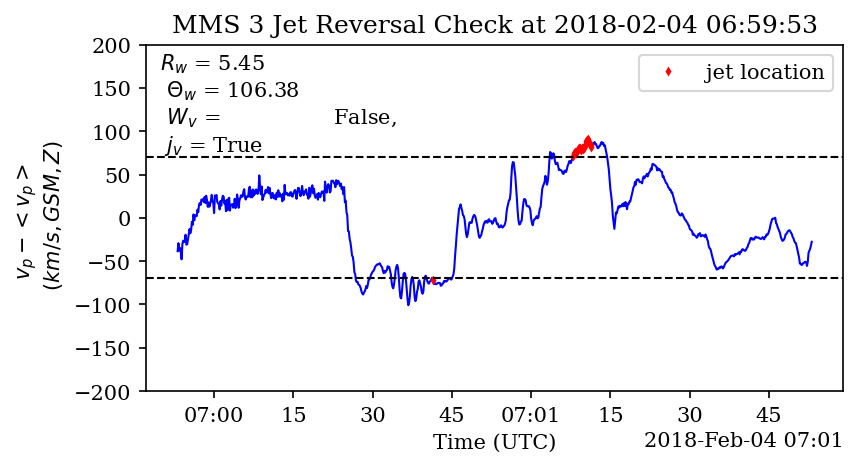 MMS 3 Jet Reversal Check at 2018-02-04 06:59:53
R_w = 5.45
Θ_w = 106.38
W_v = False,
j_v = True
jet location
200
150
100
50
0
−50
−100
−150
−200
v_p − < v_p >
(km/s, GSM, Z)
07:00 15 30 45 07:01 15 30 45
Time (UTC)
2018-Feb-04 07:01